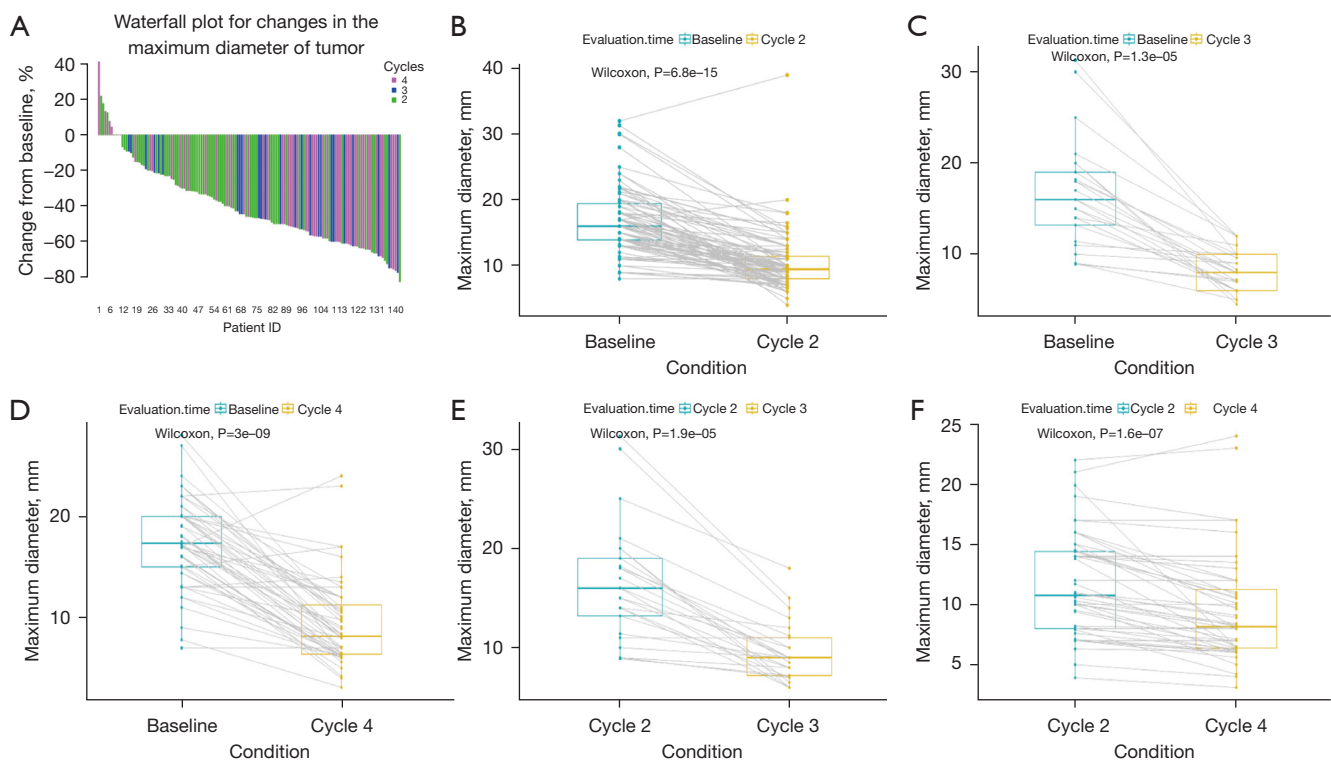 A
Waterfall plot for changes in the
maximum diameter of tumor
Cycles
4
3
2
Change from baseline, %
40
20
0
−20
−40
−60
−80
1 6 12 19 26 33 40 47 54 61 68 75 82 89 96 104 113 122 131 140
Patient ID
B
Evaluation.time Baseline Cycle 2
Wilcoxon, P=6.8e−15
Maximum diameter, mm
40
30
20
10
Baseline Cycle 2
Condition
C
Evaluation.time Baseline Cycle 3
Wilcoxon, P=1.3e−05
Maximum diameter, mm
30
20
10
Baseline Cycle 3
Condition
D
Evaluation.time Baseline Cycle 4
Wilcoxon, P=3e−09
Maximum diameter, mm
20
10
Baseline Cycle 4
Condition
E
Evaluation.time Cycle 2 Cycle 3
Wilcoxon, P=1.9e−05
Maximum diameter, mm
30
20
10
Cycle 2 Cycle 3
Condition
F
Evaluation.time Cycle 2 Cycle 4
Wilcoxon, P=1.6e−07
Maximum diameter, mm
25
20
15
10
5
Cycle 2 Cycle 4
Condition